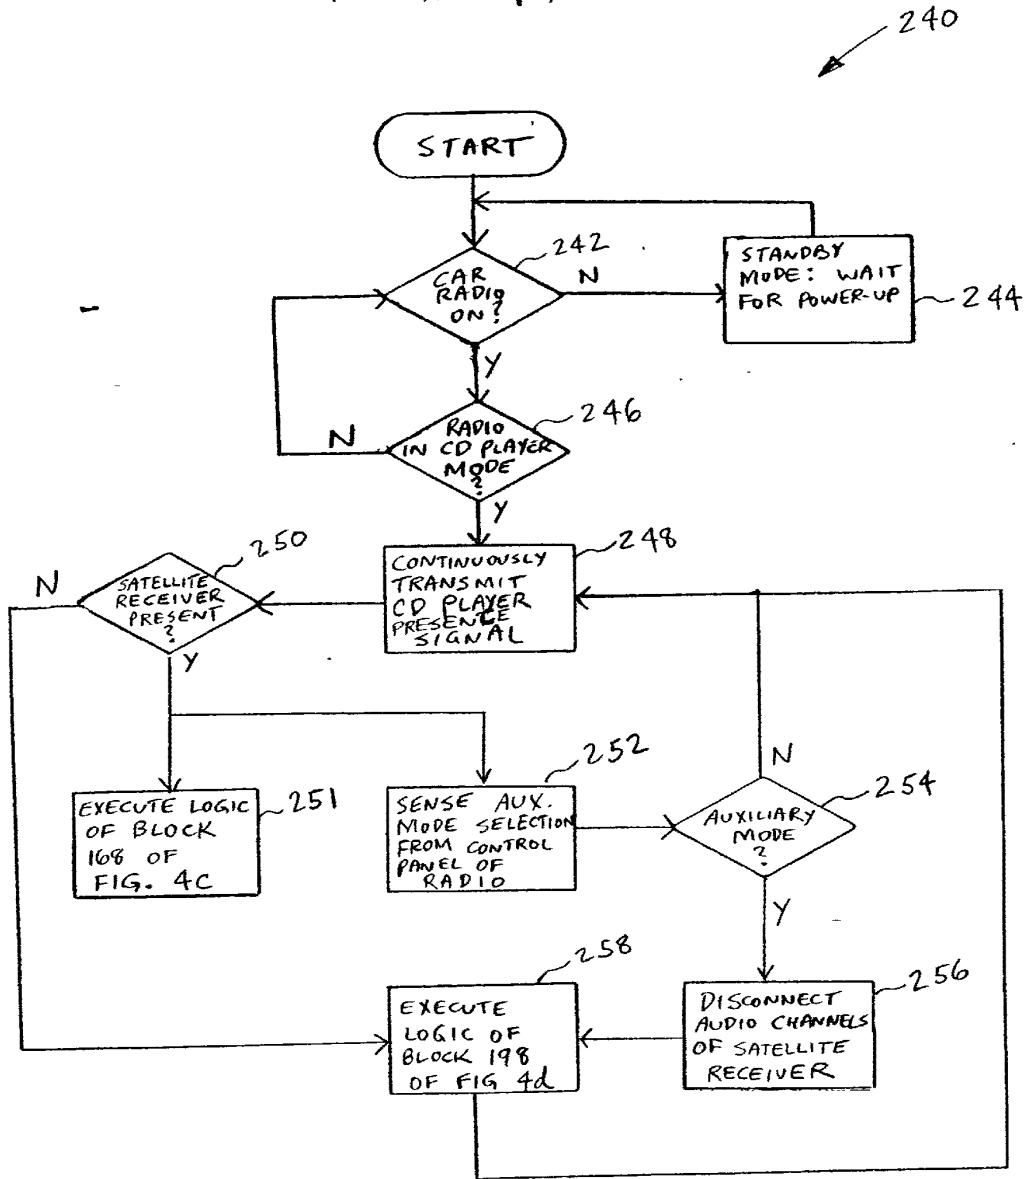 240
START
242
CAR
RADIO
ON?
N
STANDBY
MODE: WAIT
FOR POWER-UP
244
Y
246
RADIO
IN CD PLAYER
MODE
?
N
Y
248
CONTINUOUSLY
TRANSMIT
CD PLAYER
PRESENCE
SIGNAL
250
N
SATELLITE
RECEIVER
PRESENT
?
Y
251
EXECUTE LOGIC
OF BLOCK
168 OF
FIG. 4C
252
SENSE AUX.
MODE SELECTION
FROM CONTROL
PANEL OF
RADIO
N
254
AUXILIARY
MODE
?
Y
256
DISCONNECT
AUDIO CHANNELS
OF SATELLITE
RECEIVER
258
EXECUTE
LOGIC OF
BLOCK 198
OF FIG 4d